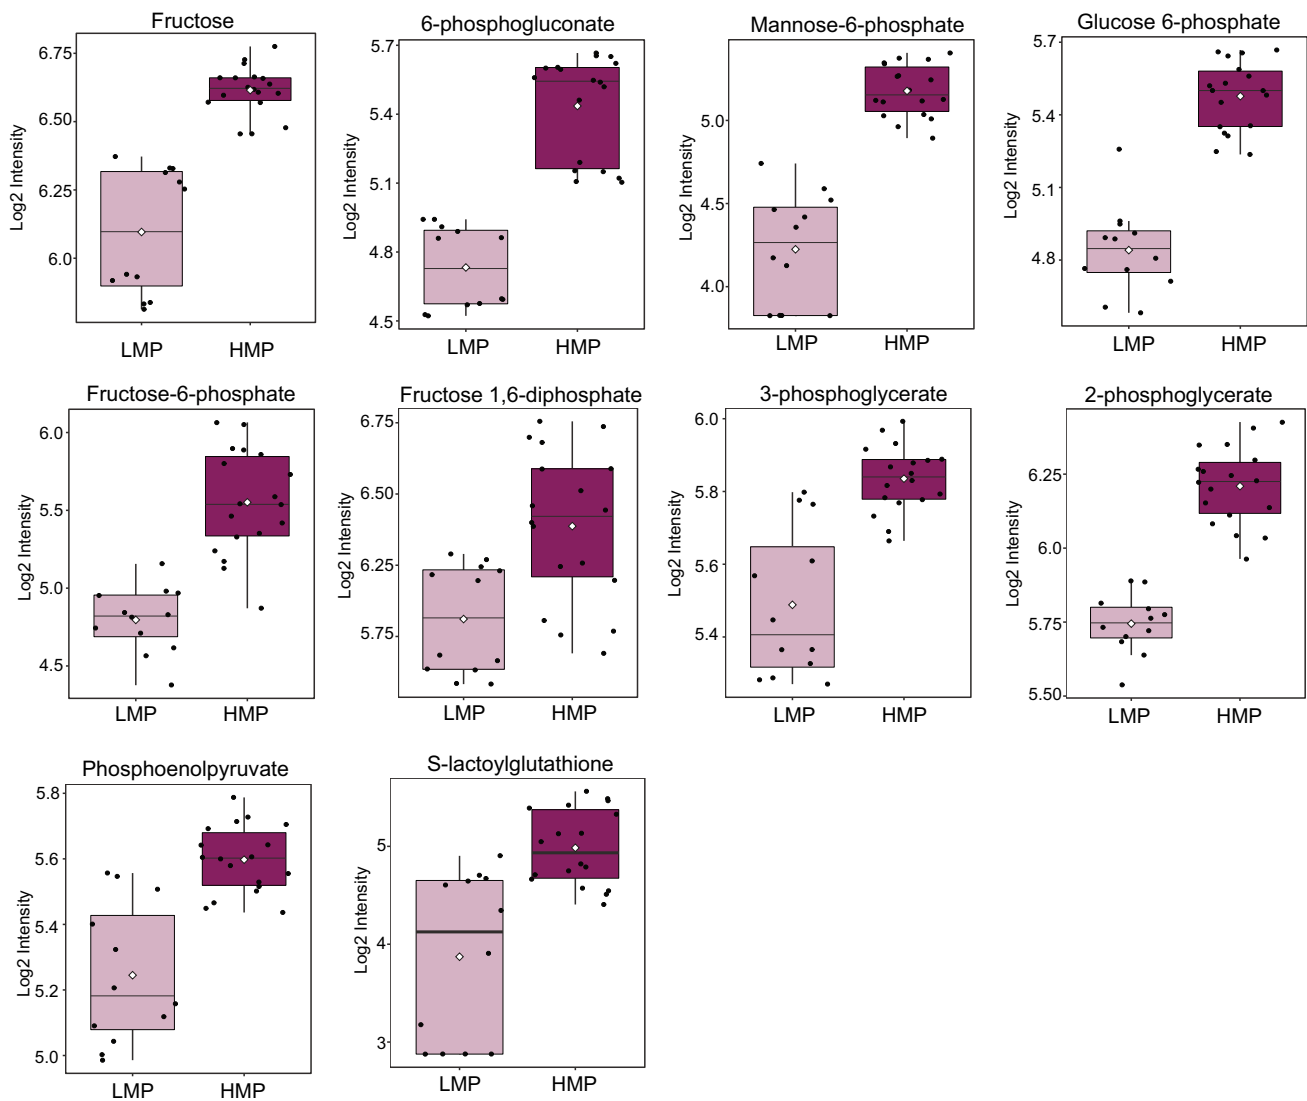 Fructose
Log2 Intensity
6.75
6.50
6.25
6.0
LMP HMP
6-phosphogluconate
Log2 Intensity
5.7
5.4
5.1
4.8
4.5
LMP HMP
Mannose-6-phosphate
Log2 Intensity
5.0
4.5
4.0
LMP HMP
Glucose 6-phosphate
Log2 Intensity
5.7
5.4
5.1
4.8
LMP HMP
Fructose-6-phosphate
Log2 Intensity
6.0
5.5
5.0
4.5
LMP HMP
Fructose 1,6-diphosphate
Log2 Intensity
6.75
6.50
6.25
5.75
LMP HMP
3-phosphoglycerate
Log2 Intensity
6.0
5.8
5.6
5.4
LMP HMP
2-phosphoglycerate
Log2 Intensity
6.25
6.0
5.75
5.50
LMP HMP
Phosphoenolpyruvate
Log2 Intensity
5.8
5.6
5.4
5.2
5.0
LMP HMP
S-lactoylglutathione
Log2 Intensity
5
4
3
LMP HMP